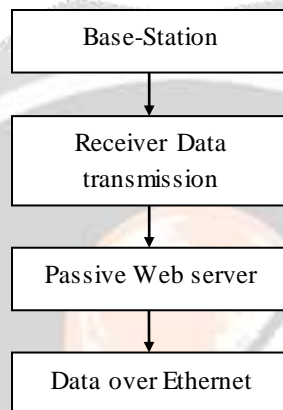 Base-Station
Receiver Data
transmission
Passive Web server
Data over Ethernet